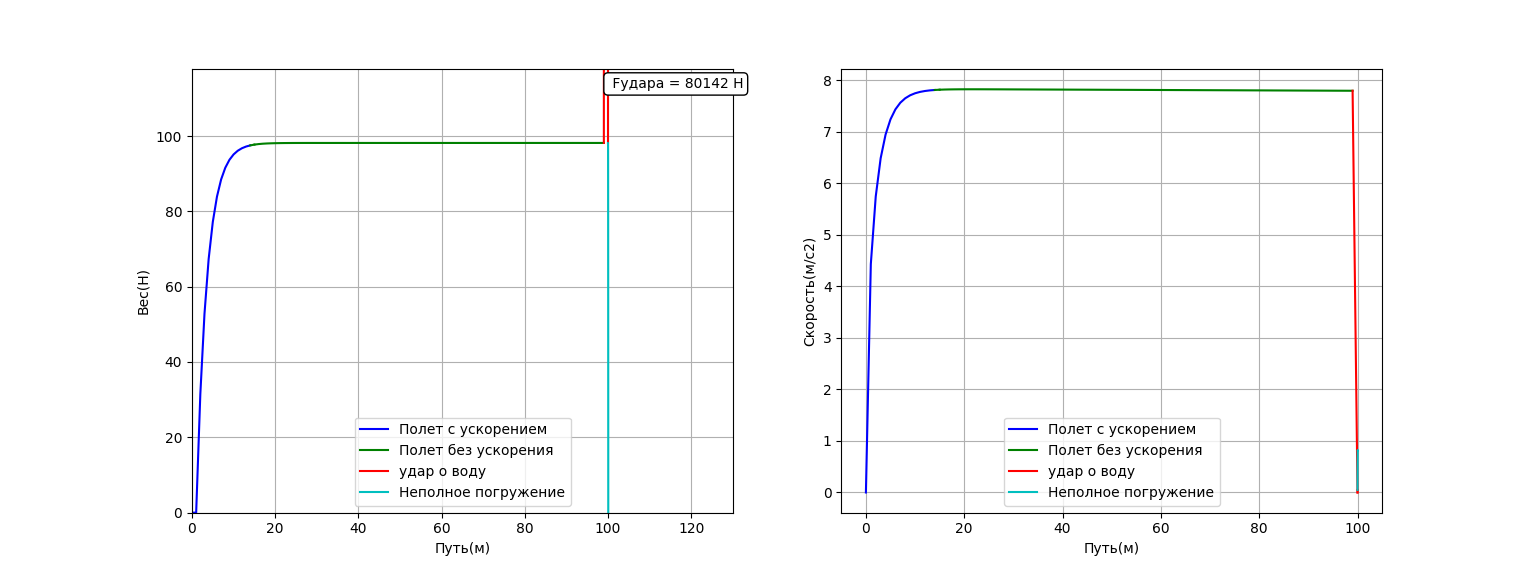 Fудара = 80142 Н
100
80
60
40
20
0
Вес(Н)
Полет с ускорением
Полет без ускорения
удар о воду
Неполное погружение
0 20 40 60 80 100 120
Путь(м)
8
7
6
5
4
3
2
1
0
Скорость(м/с2)
Полет с ускорением
Полет без ускорения
удар о воду
Неполное погружение
0 20 40 60 80 100
Путь(м)